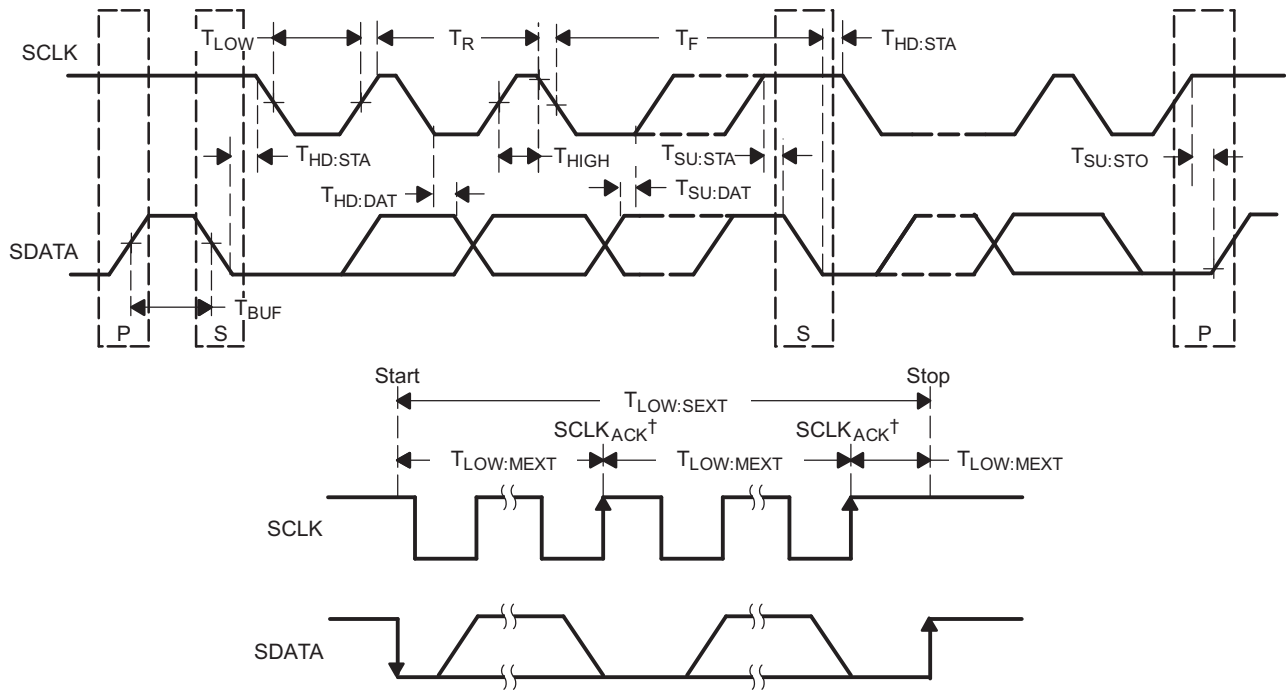 SCLK
T_LOW
T_R
T_F
T_HD:STA
T_HD:STA
T_HIGH
T_SU:STA
T_SU:STO
T_HD:DAT
T_SU:DAT
SDATA
T_BUF
P
S
S
P
Start
Stop
T_LOW:SEXT
SCLK_ACK†
SCLK_ACK†
T_LOW:MEXT
T_LOW:MEXT
T_LOW:MEXT
SCLK
SDATA